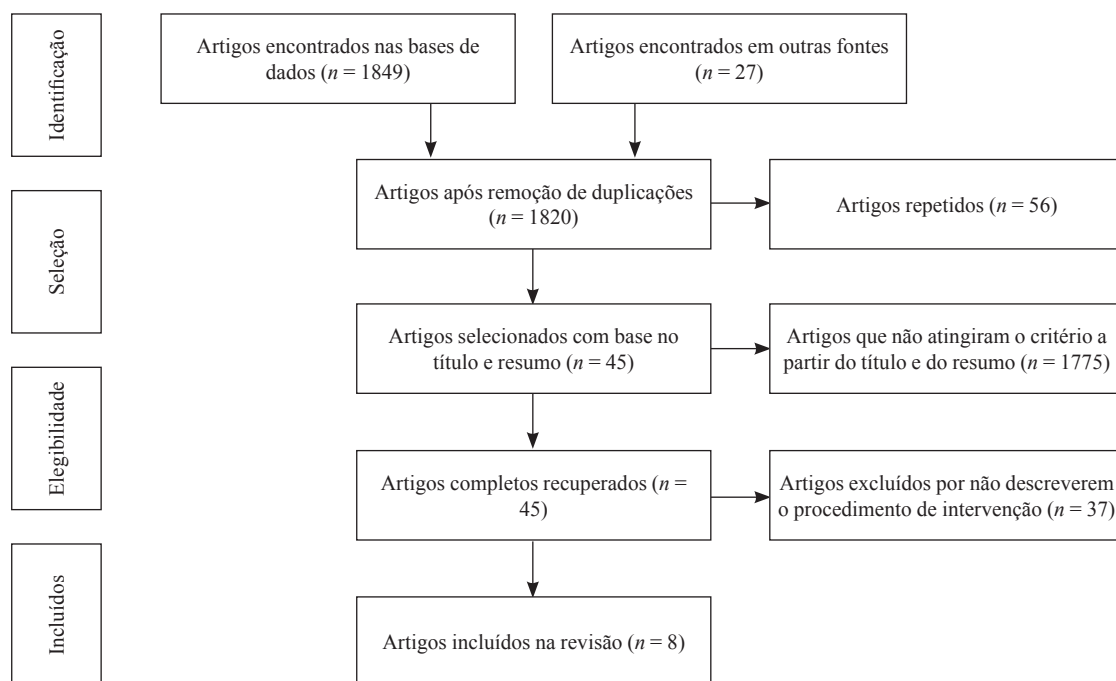 Identificação
Artigos encontrados nas bases de
dados (n = 1849)
Artigos encontrados em outras fontes
(n = 27)
Seleção
Artigos após remoção de duplicações
(n = 1820)
Artigos repetidos (n = 56)
Artigos selecionados com base no
título e resumo (n = 45)
Artigos que não atingiram o critério a
partir do título e do resumo (n = 1775)
Elegibilidade
Artigos completos recuperados (n =
45)
Artigos excluídos por não descreverem
o procedimento de intervenção (n = 37)
Incluídos
Artigos incluídos na revisão (n = 8)